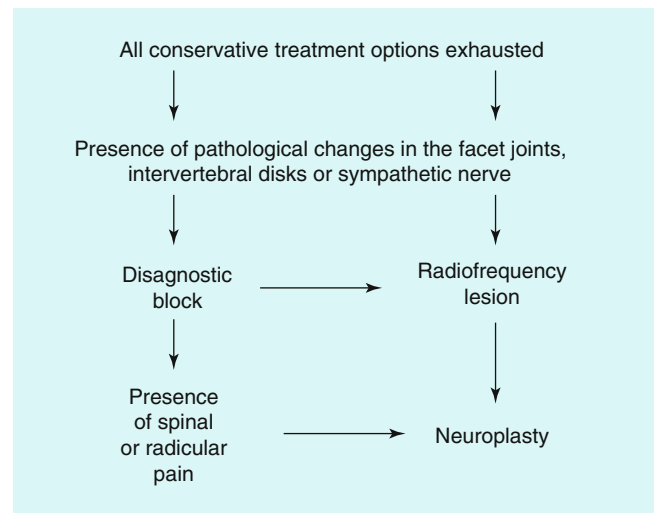 All conservative treatment options exhausted
Presence of pathological changes in the facet joints,
intervertebral disks or sympathetic nerve
Disagnostic
block
Radiofrequency
lesion
Presence
of spinal
or radicular
pain
Neuroplasty